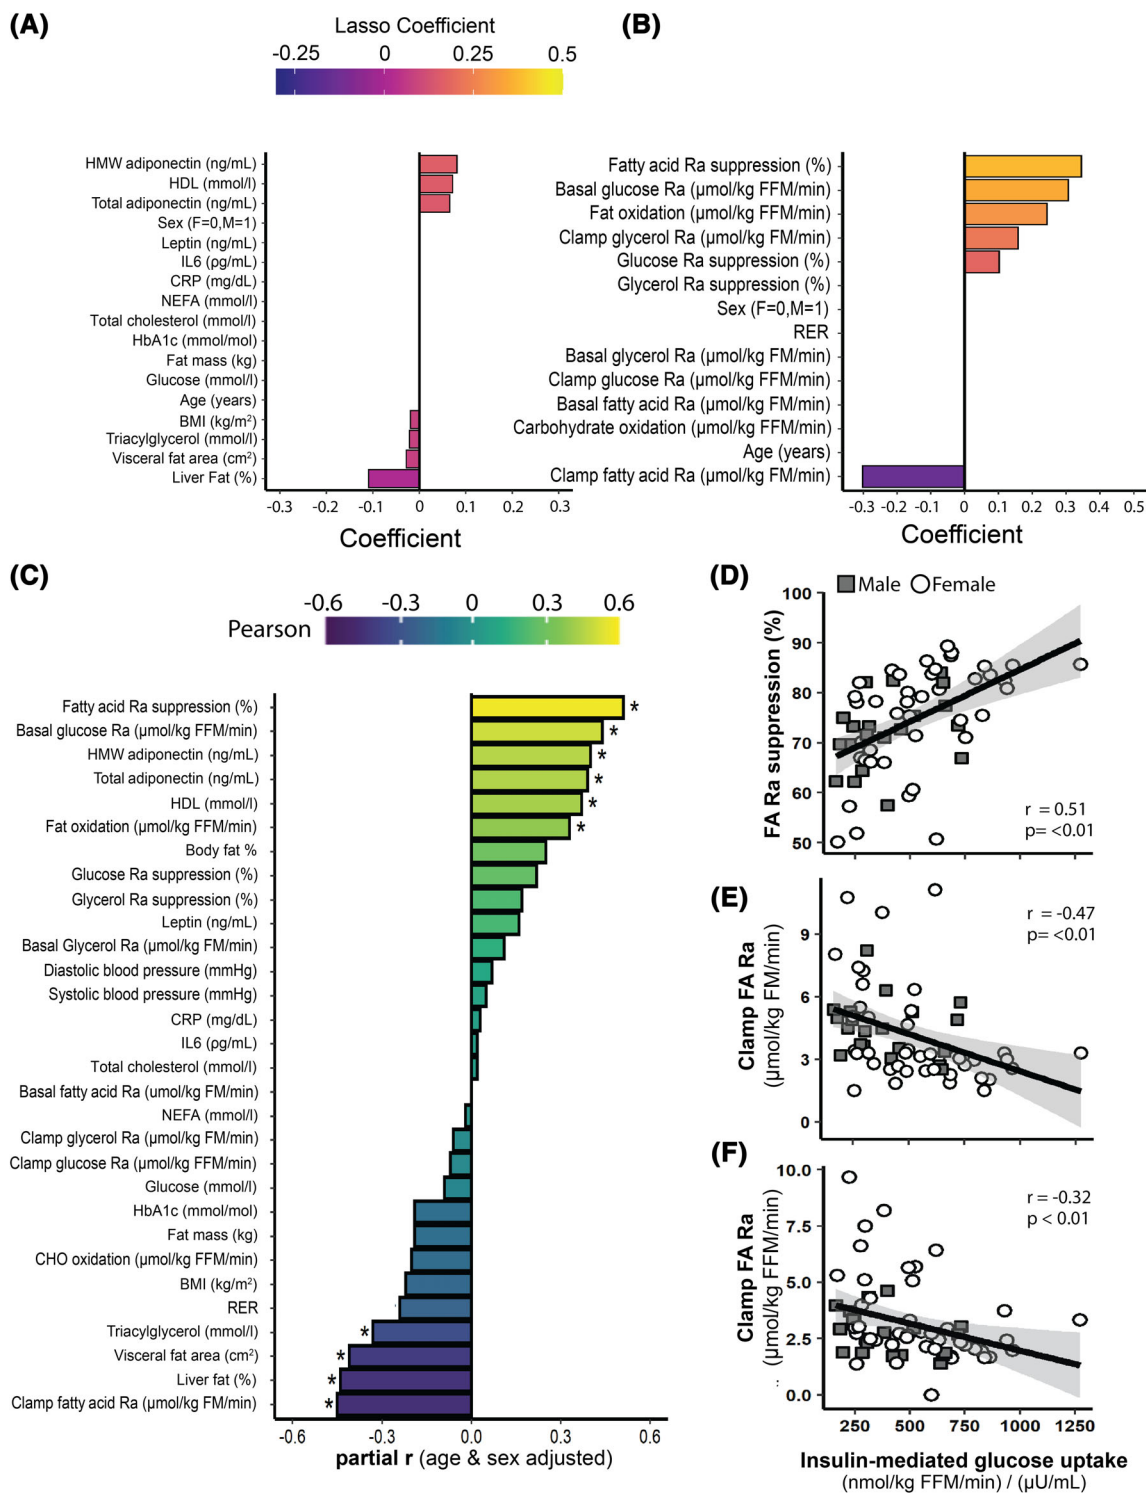 (A)
Lasso Coefficient
-0.25 0 0.25 0.5
HMW adiponectin (ng/mL)
HDL (mmol/l)
Total adiponectin (ng/mL)
Sex (F=0,M=1)
Leptin (ng/mL)
IL6 (ρg/mL)
CRP (mg/dL)
NEFA (mmol/l)
Total cholesterol (mmol/l)
HbA1c (mmol/mol)
Fat mass (kg)
Glucose (mmol/l)
Age (years)
BMI (kg/m²)
Triacylglycerol (mmol/l)
Visceral fat area (cm²)
Liver Fat (%)
-0.3 -0.2 -0.1 0 0.1 0.2 0.3
Coefficient
(B)
Fatty acid Ra suppression (%)
Basal glucose Ra (µmol/kg FFM/min)
Fat oxidation (µmol/kg FFM/min)
Clamp glycerol Ra (µmol/kg FM/min)
Glucose Ra suppression (%)
Glycerol Ra suppression (%)
Sex (F=0,M=1)
RER
Basal glycerol Ra (µmol/kg FM/min)
Clamp glucose Ra (µmol/kg FFM/min)
Basal fatty acid Ra (µmol/kg FM/min)
Carbohydrate oxidation (µmol/kg FFM/min)
Age (years)
Clamp fatty acid Ra (µmol/kg FM/min)
-0.3 -0.2 -0.1 0 0.1 0.2 0.3 0.4 0.5
Coefficient
(C)
-0.6 -0.3 0 0.3 0.6
Pearson
Fatty acid Ra suppression (%) *
Basal glucose Ra (µmol/kg FFM/min) *
HMW adiponectin (ng/mL) *
Total adiponectin (ng/mL) *
HDL (mmol/l) *
Fat oxidation (µmol/kg FFM/min) *
Body fat %
Glucose Ra suppression (%)
Glycerol Ra suppression (%)
Leptin (ng/mL)
Basal Glycerol Ra (µmol/kg FM/min)
Diastolic blood pressure (mmHg)
Systolic blood pressure (mmHg)
CRP (mg/dL)
IL6 (ρg/mL)
Total cholesterol (mmol/l)
Basal fatty acid Ra (umol/kg FM/min)
NEFA (mmol/l)
Clamp glycerol Ra (µmol/kg FM/min)
Clamp glucose Ra (µmol/kg FFM/min)
Glucose (mmol/l)
HbA1c (mmol/mol)
Fat mass (kg)
CHO oxidation (µmol/kg FFM/min)
BMI (kg/m²)
RER
Triacylglycerol (mmol/l) *
Visceral fat area (cm²) *
Liver fat (%) *
Clamp fatty acid Ra (µmol/kg FM/min) *
-0.6 -0.3 0.0 0.3 0.6
partial r (age & sex adjusted)
(D)
Male Female
FA Ra suppression (%)
100
90
80
70
60
50
r = 0.51
p= <0.01
(E)
Clamp FA Ra
(µmol/kg FM/min)
9
6
3
0
r = -0.47
p= <0.01
(F)
Clamp FA Ra
(µmol/kg FFM/min)
10.0
7.5
5.0
2.5
0.0
r = -0.32
p < 0.01
250 500 750 1000 1250
Insulin-mediated glucose uptake
(nmol/kg FFM/min) / (µU/mL)